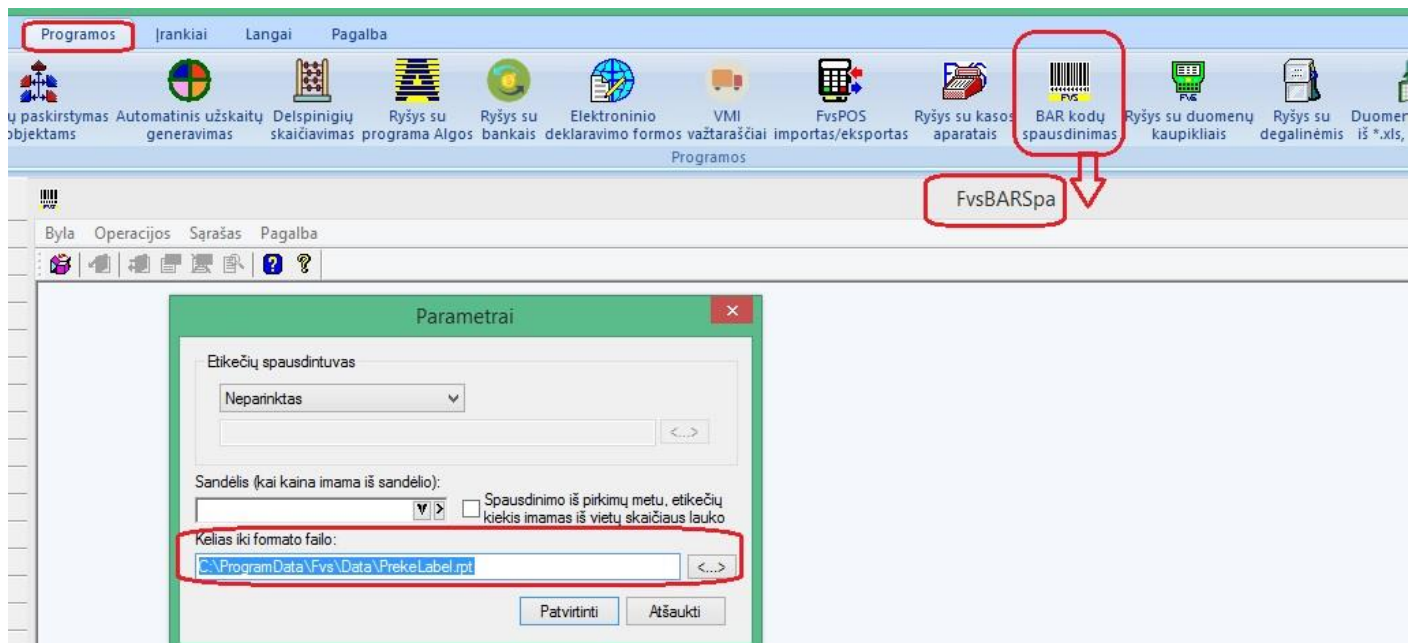 Programos Įrankiai Langai Pagalba
ų paskirstymas Automatinis užskaitų Delspinigių Ryšys su Ryšys su Elektroninio VMI FvsPOS Ryšys su kasos BAR kodų Ryšys su duomenų Ryšys su Duomen
objektams generavimas skaičiavimas programa Algos bankais deklaravimo formos važtaraščiai importas/eksportas aparatais spausdinimas kaupikliais degalinėmis iš *.xls,
Programos
FvsBARSpa
Byla Operacijos Sąrašas Pagalba
Parametrai
Etikečių spausdintuvas
Neparinktas
<...>
Sandėlis (kai kaina imama iš sandėlio):
Spausdinimo iš pirkimų metu, etikečių
kiekis imamas iš vietų skaičiaus lauko
Kelias iki formato failo:
C:\ProgramData\Fvs\Data\PrekeLabel.rpt <...>
Patvirtinti Atšaukti